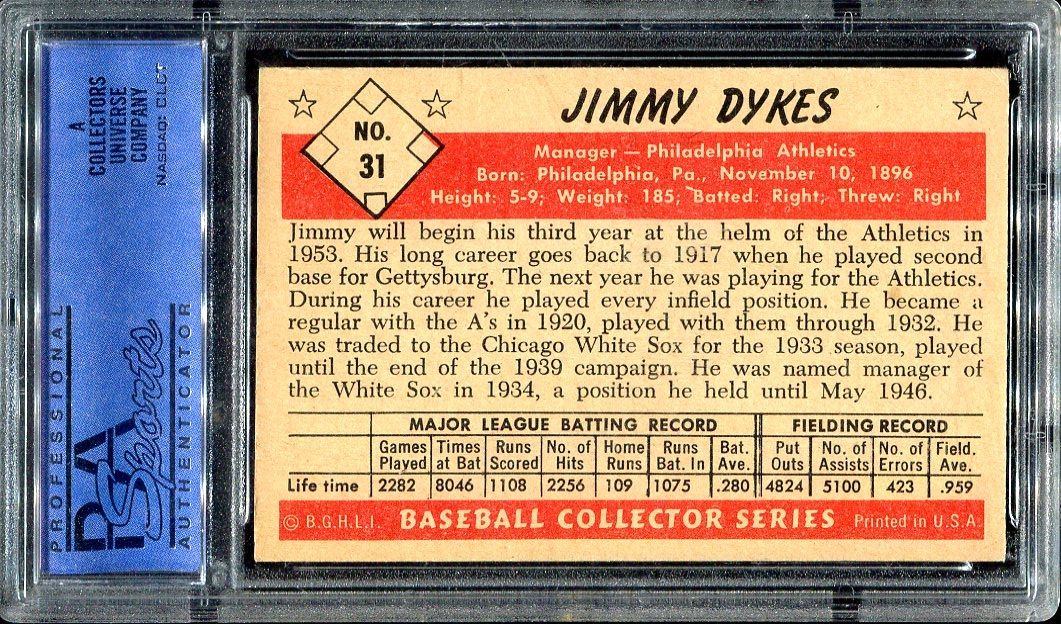 A
COLLECTORS
UNIVERSE
COMPANY
NASDAQ: CLCT
PROFESSIONAL
PSA
Sports
AUTHENTICATOR
NO.
31
JIMMY DYKES
Manager — Philadelphia Athletics
Born: Philadelphia, Pa., November 10, 1896
Height: 5-9; Weight: 185; Batted: Right; Threw: Right
Jimmy will begin his third year at the helm of the Athletics in
1953. His long career goes back to 1917 when he played second
base for Gettysburg. The next year he was playing for the Athletics.
During his career he played every infield position. He became a
regular with the A's in 1920, played with them through 1932. He
was traded to the Chicago White Sox for the 1933 season, played
until the end of the 1939 campaign. He was named manager of
the White Sox in 1934, a position he held until May 1946.
MAJOR LEAGUE BATTING RECORD FIELDING RECORD
Games Times Runs No. of Home Runs Bat. Put No. of No. of Field.
Played at Bat Scored Hits Runs Bat. In Ave. Outs Assists Errors Ave.
Life time 2282 8046 1108 2256 109 1075 .280 4824 5100 423 .959
© B.G.H.L.I. BASEBALL COLLECTOR SERIES Printed in U.S.A.